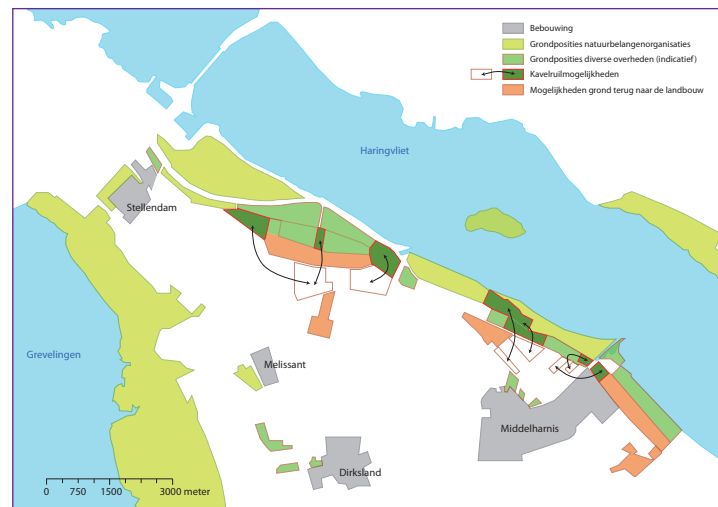 Bebouwing
Grondposities natuurbelangenorganisaties
Grondposities diverse overheden (indicatief)
Kavelruilmogelijkheden
Mogelijkheden grond terug naar de landbouw
Haringvliet
Stellendam
Grevelingen
Melissant
Middelharnis
Dirksland
0 750 1500 3000 meter